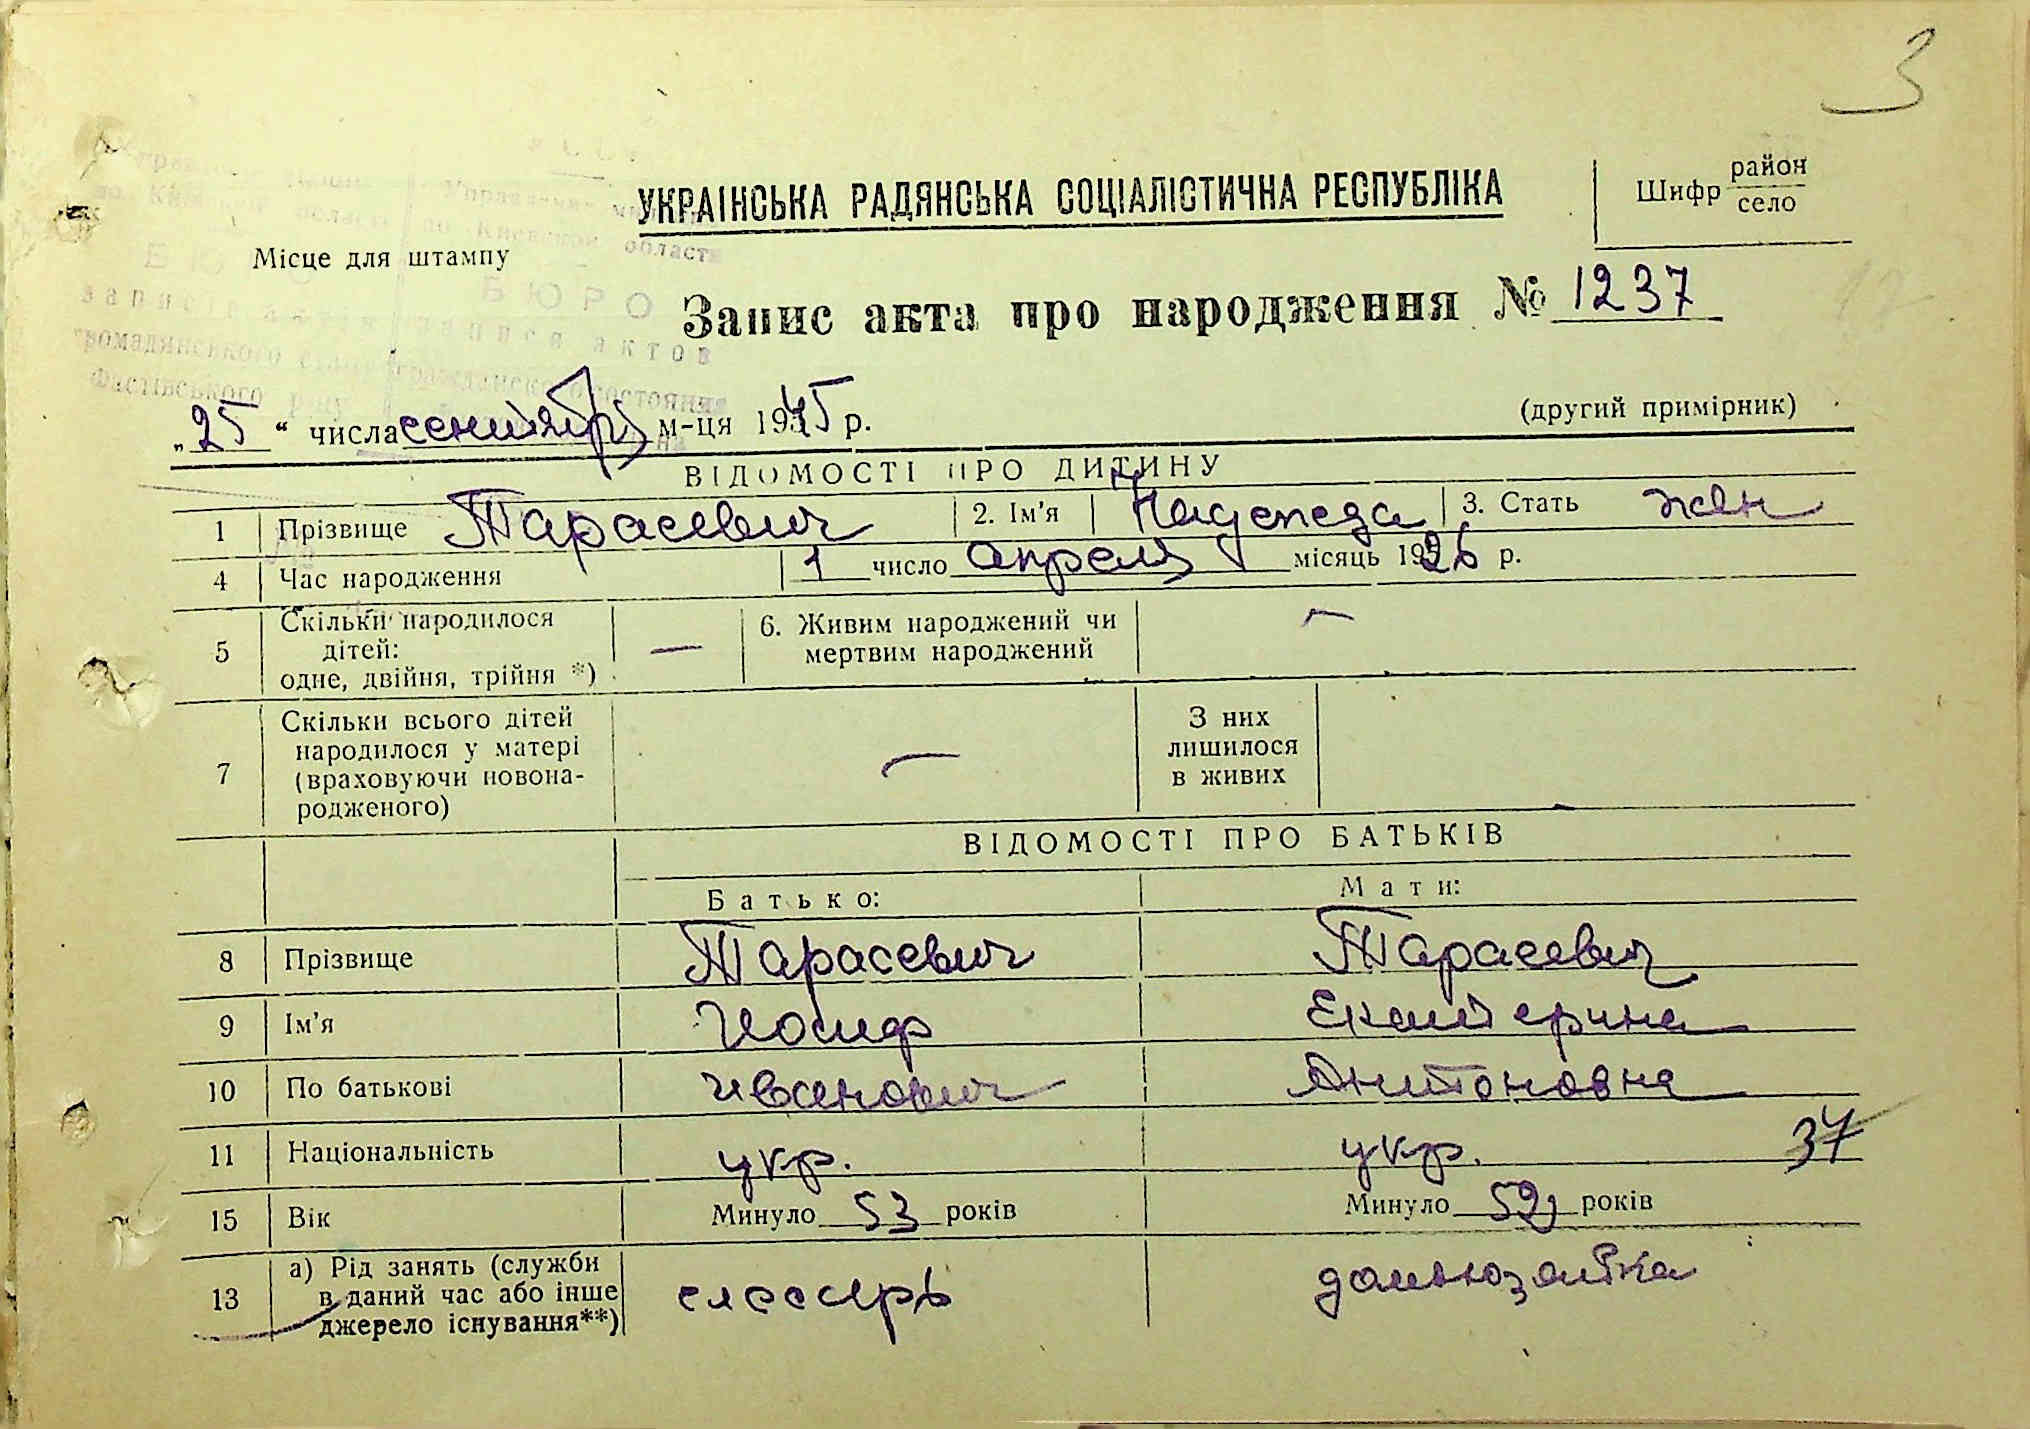 3
УКРАЇНСЬКА РАДЯНСЬКА СОЦІАЛІСТИЧНА РЕСПУБЛІКА
Шифр район
село
Місце для штампу
БЮРО
Запис акта про народження № 1237
„25“ числа сентября м-ця 1945 р.
(другий примірник)
ВІДОМОСТІ ПРО ДИТИНУ
1 Прізвище Тарасевич 2. Ім'я Надежда 3. Стать жен
4 Час народження 1 число апреля місяць 1926 р.
5 Скільки народилося дітей: одне, двійня, трійня *) — 6. Живим народжений чи мертвим народжений —
7 Скільки всього дітей народилося у матері (враховуючи новона-родженого) — З них лишилося в живих
ВІДОМОСТІ ПРО БАТЬКІВ
Батько: Мати:
8 Прізвище Тарасевич Тарасевич
9 Ім'я Иосиф Екатерина
10 По батькові Иванович Антоновна
11 Національність укр. укр. 37
15 Вік Минуло 53 років Минуло 52 років
13 а) Рід занять (служби в даний час або інше джерело існування**) слесарь домохозяйка